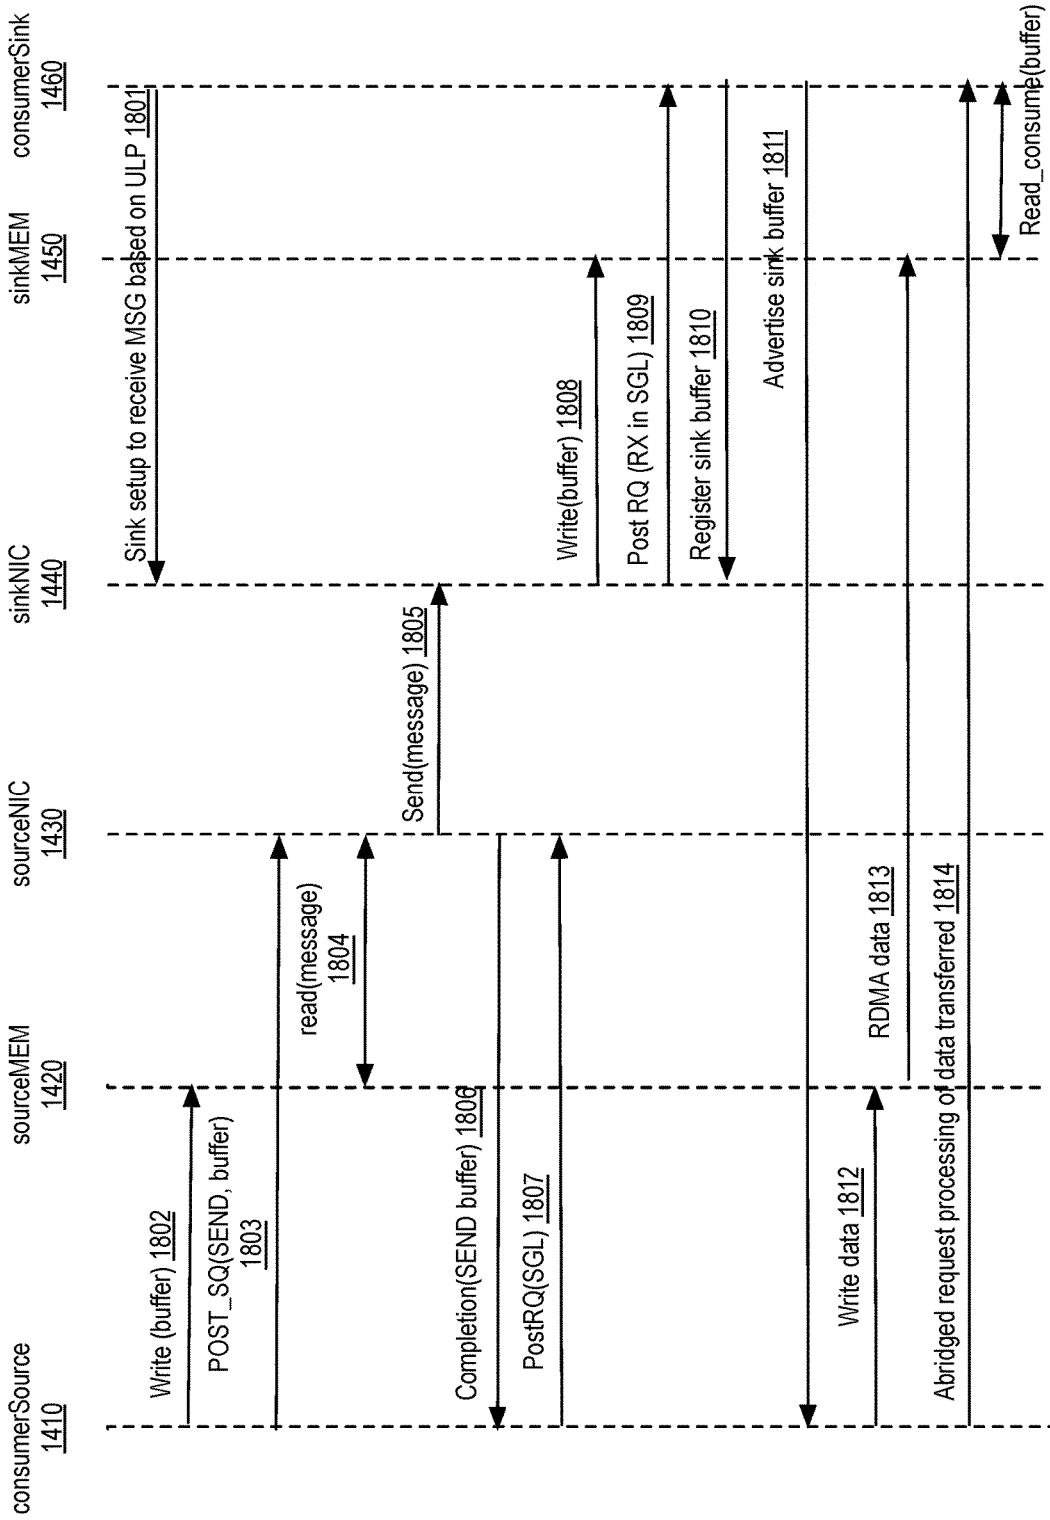 consumerSource
1410
sourceMEM
1420
sourceNIC
1430
sinkNIC
1440
sinkMEM
1450
consumerSink
1460
Sink setup to receive MSG based on ULP 1801
Write (buffer) 1802
POST_SQ(SEND, buffer)
1803
read(message)
1804
Send(message) 1805
Completion(SEND buffer) 1806
PostRQ(SGL) 1807
Write(buffer) 1808
Post RQ (RX in SGL) 1809
Register sink buffer 1810
Advertise sink buffer 1811
Write data 1812
RDMA data 1813
Abridged request processing of data transferred 1814
Read_consume(buffer)